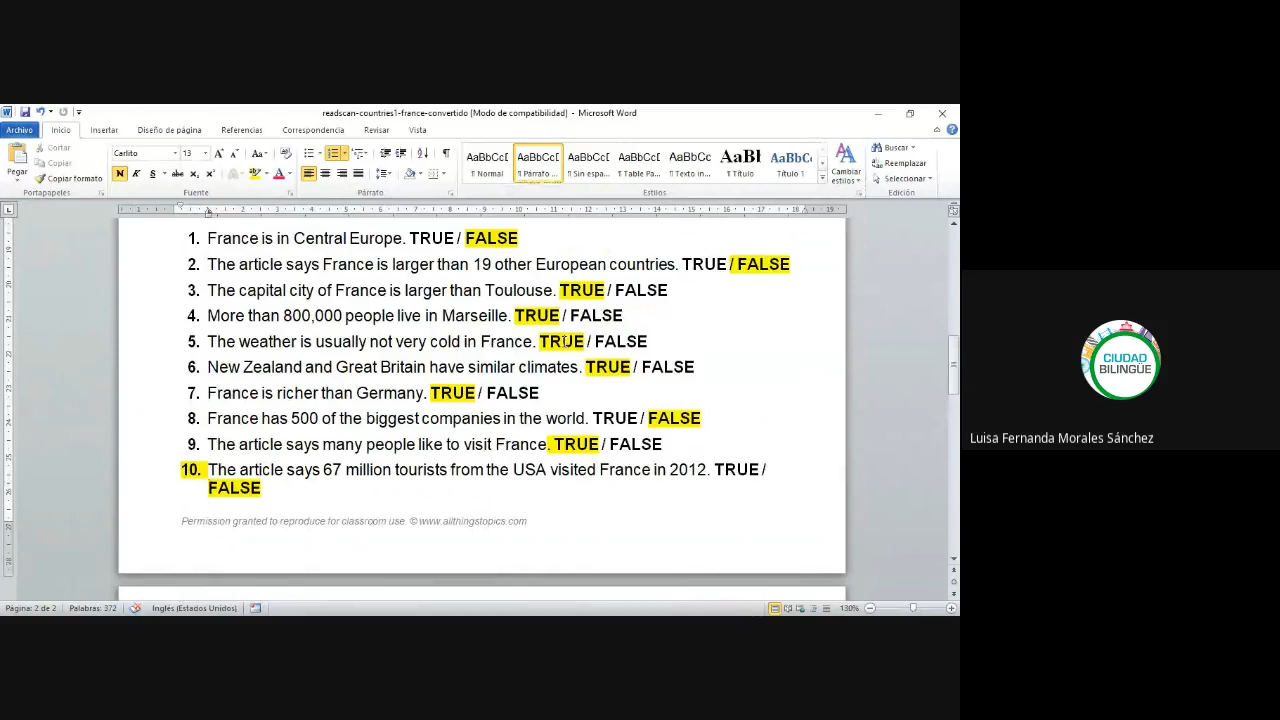 readscan-countries1-france-convertido [Modo de compatibilidad] - Microsoft Word
Archivo Inicio Insertar Diseño de página Referencias Correspondencia Revisar Vista
Pegar
Cortar
Copiar
Copiar formato
Portapapeles
Carlito 13
Fuente
Párrafo
AaBbCcI AaBbCcI AaBbCcI AaBbCcI AaBbCc AaBbI AaBbCc
¶ Normal ¶ Párrafo ... ¶ Sin espa... ¶ Table Pa... ¶ Texto in... ¶ Título ¶ Título 1
Estilos
Cambiar estilos
Buscar
Reemplazar
Seleccionar
Edición
1. France is in Central Europe. TRUE / FALSE
2. The article says France is larger than 19 other European countries. TRUE / FALSE
3. The capital city of France is larger than Toulouse. TRUE / FALSE
4. More than 800,000 people live in Marseille. TRUE / FALSE
5. The weather is usually not very cold in France. TRUE / FALSE
6. New Zealand and Great Britain have similar climates. TRUE / FALSE
7. France is richer than Germany. TRUE / FALSE
8. France has 500 of the biggest companies in the world. TRUE / FALSE
9. The article says many people like to visit France. TRUE / FALSE
10. The article says 67 million tourists from the USA visited France in 2012. TRUE /
FALSE
Permission granted to reproduce for classroom use. © www.allthingstopics.com
Página: 2 de 2 Palabras: 372 Inglés (Estados Unidos) 130%
CIUDAD
BILINGÜE
Luisa Fernanda Morales Sánchez